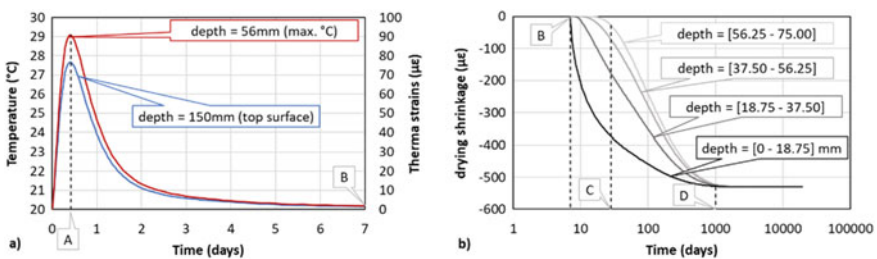 30
29
28
27
26
25
24
23
22
21
20
Temperature (°C)
100
90
80
70
60
50
40
30
20
10
0
Therma strains (µε)
depth = 56mm (max. °C)
depth = 150mm (top surface)
B
A
0 1 2 3 4 5 6 7
a)
Time (days)
0
-100
-200
-300
-400
-500
-600
drying shrinkage (µε)
B
depth = [56.25 - 75.00]
depth = [37.50 - 56.25]
depth = [18.75 - 37.50]
depth = [0 - 18.75] mm
C
D
1 10 100 1000 10000 100000
b)
Time (days)